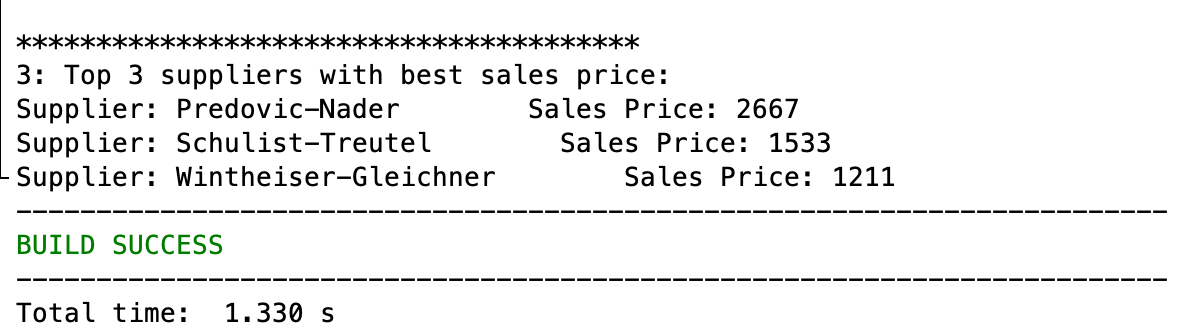 ***************************************
3: Top 3 suppliers with best sales price:
Supplier: Predovic-Nader        Sales Price: 2667
Supplier: Schulist-Treutel        Sales Price: 1533
Supplier: Wintheiser-Gleichner        Sales Price: 1211
------------------------------------------------------------------------
BUILD SUCCESS
------------------------------------------------------------------------
Total time:  1.330 s